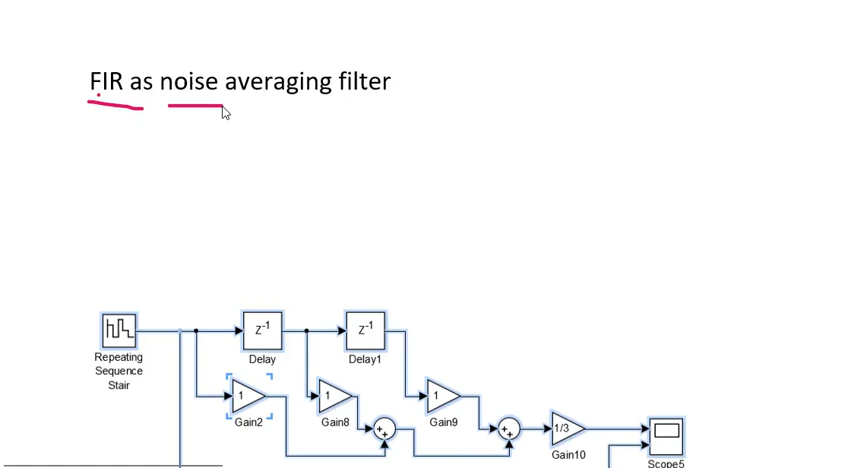 FIR as noise averaging filter
Z-1
Z-1
Repeating
Sequence
Stair
Delay
Delay1
1
1
1
Gain2
Gain8
Gain9
1/3
Gain10
Scope5